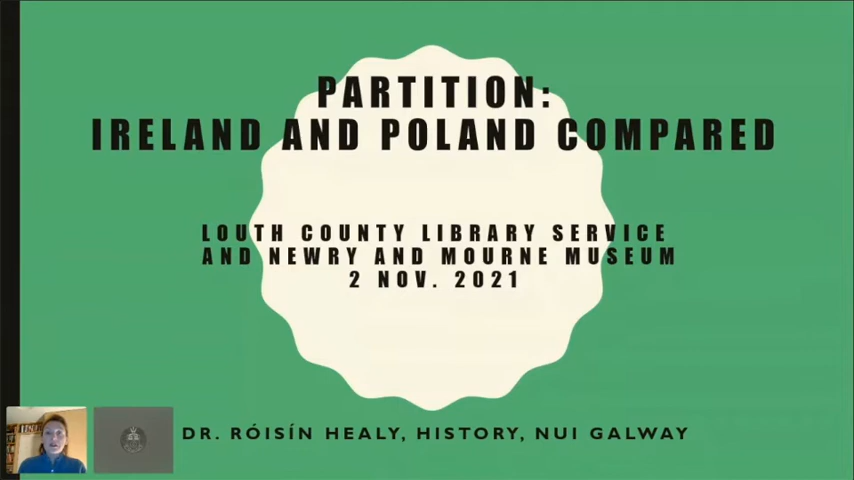 PARTITION:
IRELAND AND POLAND COMPARED
LOUTH COUNTY LIBRARY SERVICE
AND NEWRY AND MOURNE MUSEUM
2 NOV. 2021
DR. RÓISÍN HEALY, HISTORY, NUI GALWAY